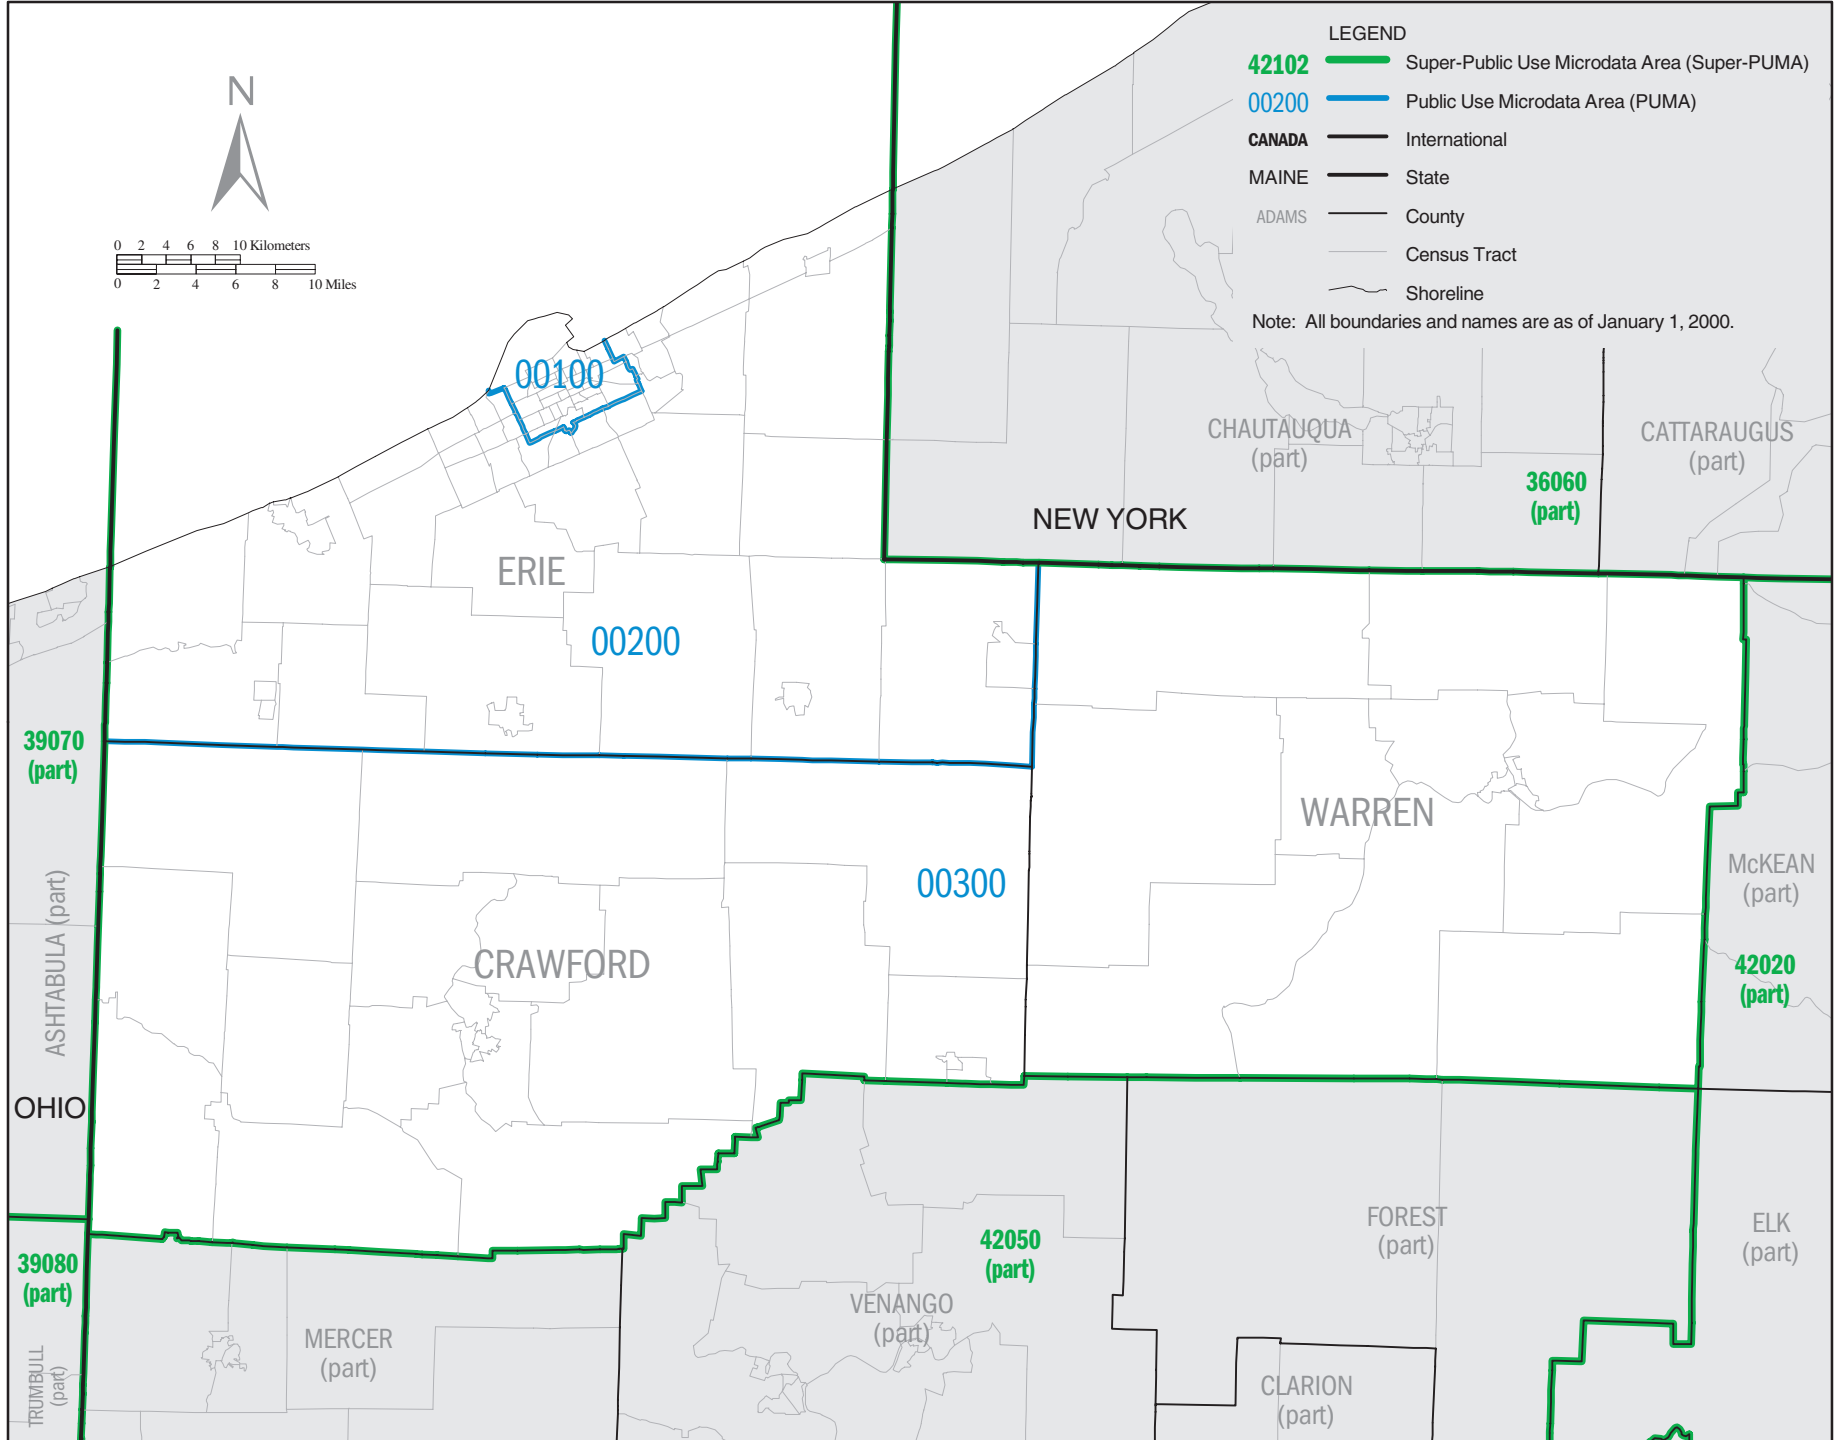 LEGEND
42102 Super-Public Use Microdata Area (Super-PUMA)
00200 Public Use Microdata Area (PUMA)
CANADA International
MAINE State
ADAMS County
Census Tract
Shoreline
Note: All boundaries and names are as of January 1, 2000.
N
0 2 4 6 8 10 Kilometers
0 2 4 6 8 10 Miles
00100
CHAUTAUQUA
(part)
CATTARAUGUS
(part)
36060
(part)
NEW YORK
ERIE
00200
39070
(part)
WARREN
McKEAN
(part)
00300
ASHTABULA (part)
CRAWFORD
42020
(part)
OHIO
39080
(part)
42050
(part)
FOREST
(part)
ELK
(part)
VENANGO
(part)
MERCER
(part)
TRUMBULL
(part)
CLARION
(part)